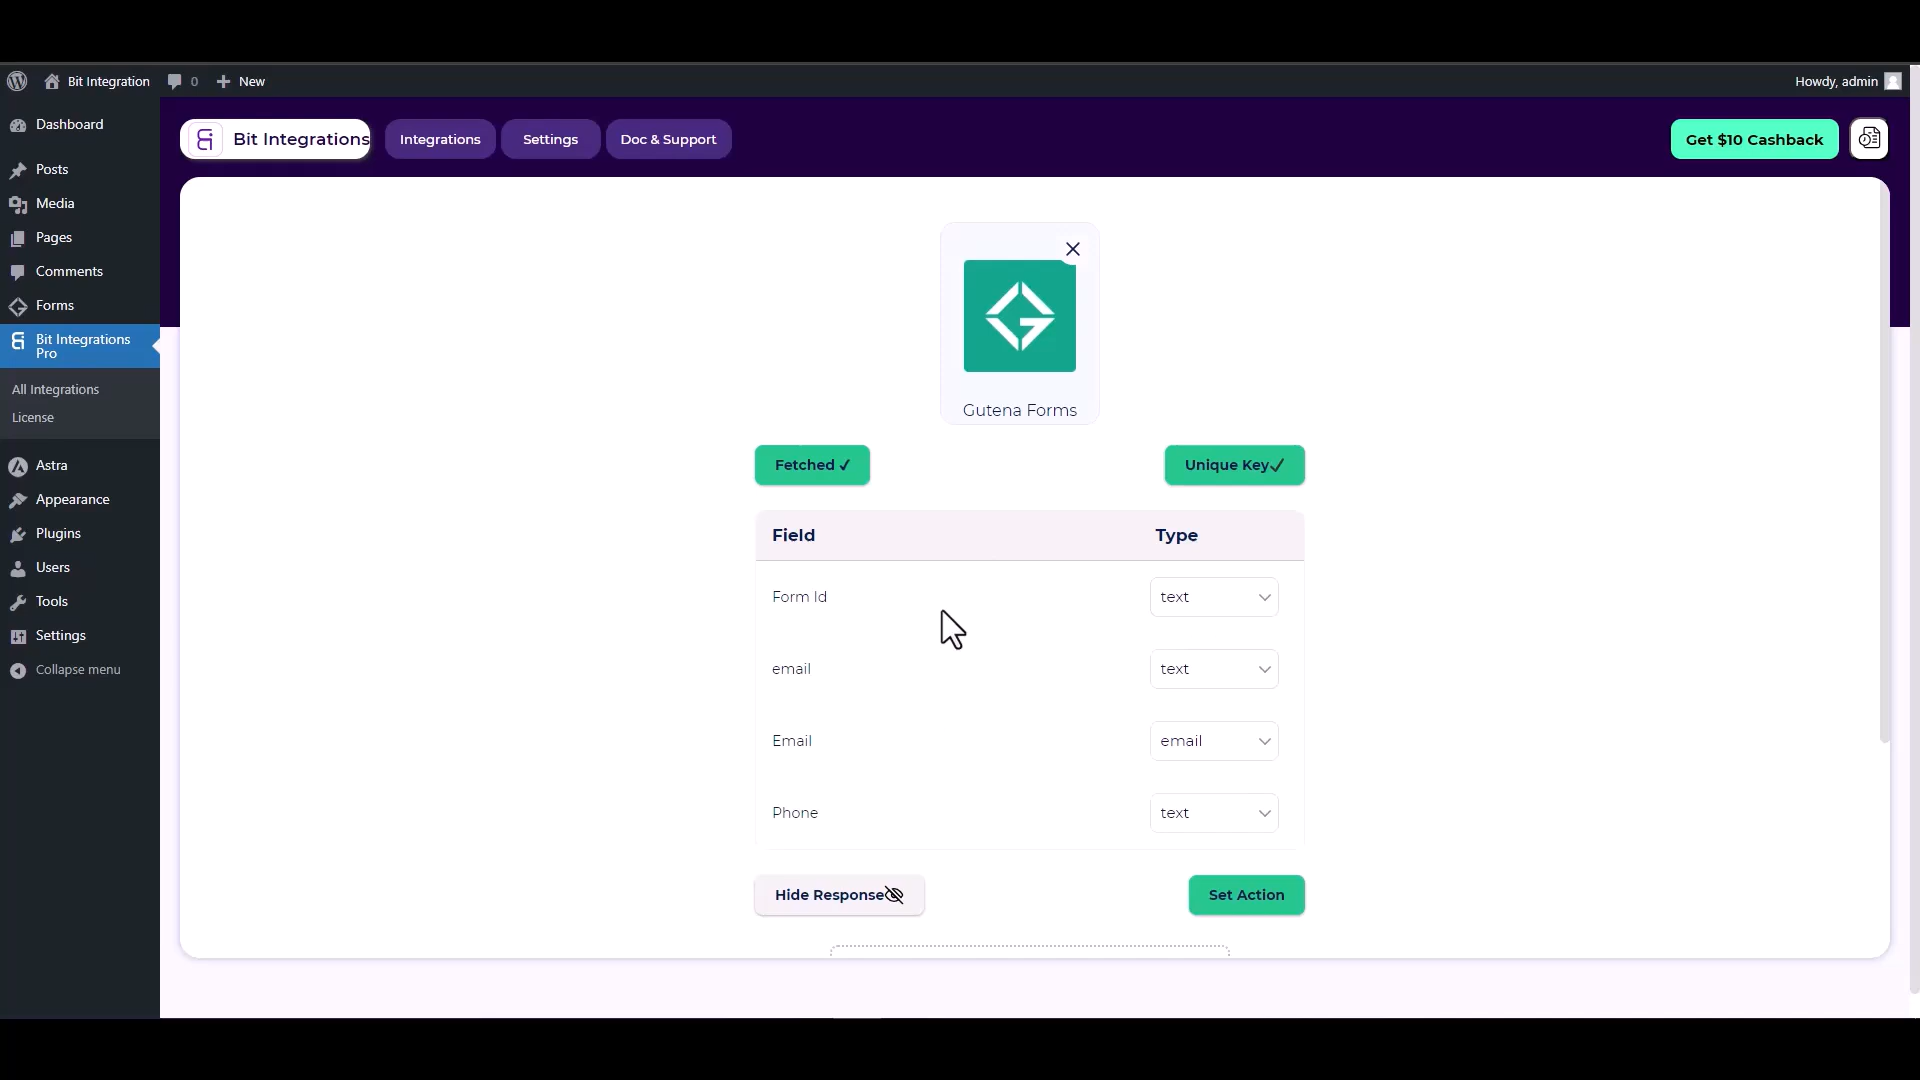 Bit Integration
0
New
Howdy, admin
Dashboard
Posts
Media
Pages
Comments
Forms
Bit Integrations
Pro
All Integrations
License
Astra
Appearance
Plugins
Users
Tools
Settings
Collapse menu
Bit Integrations
Integrations
Settings
Doc & Support
Get $10 Cashback
Gutena Forms
Fetched ✓
Unique Key✓
Field Type
Form Id text
email text
Email email
Phone text
Hide Response
Set Action